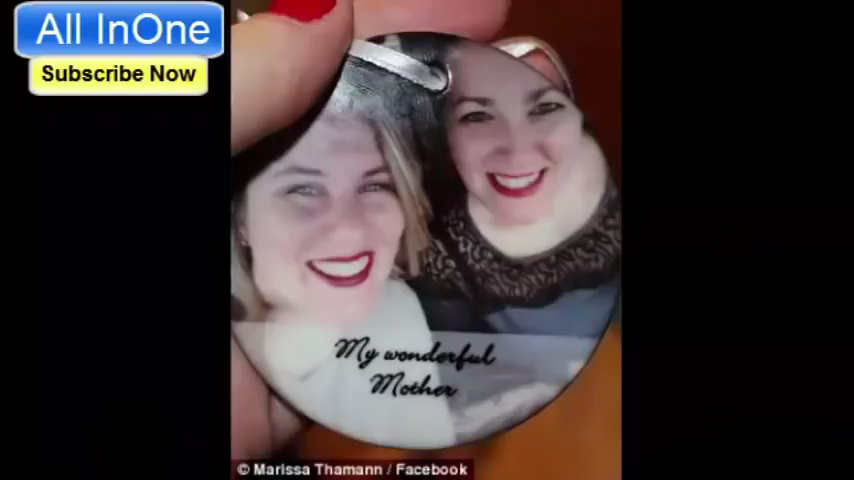 All InOne
Subscribe Now
My wonderful
Mother
© Marissa Thamann / Facebook